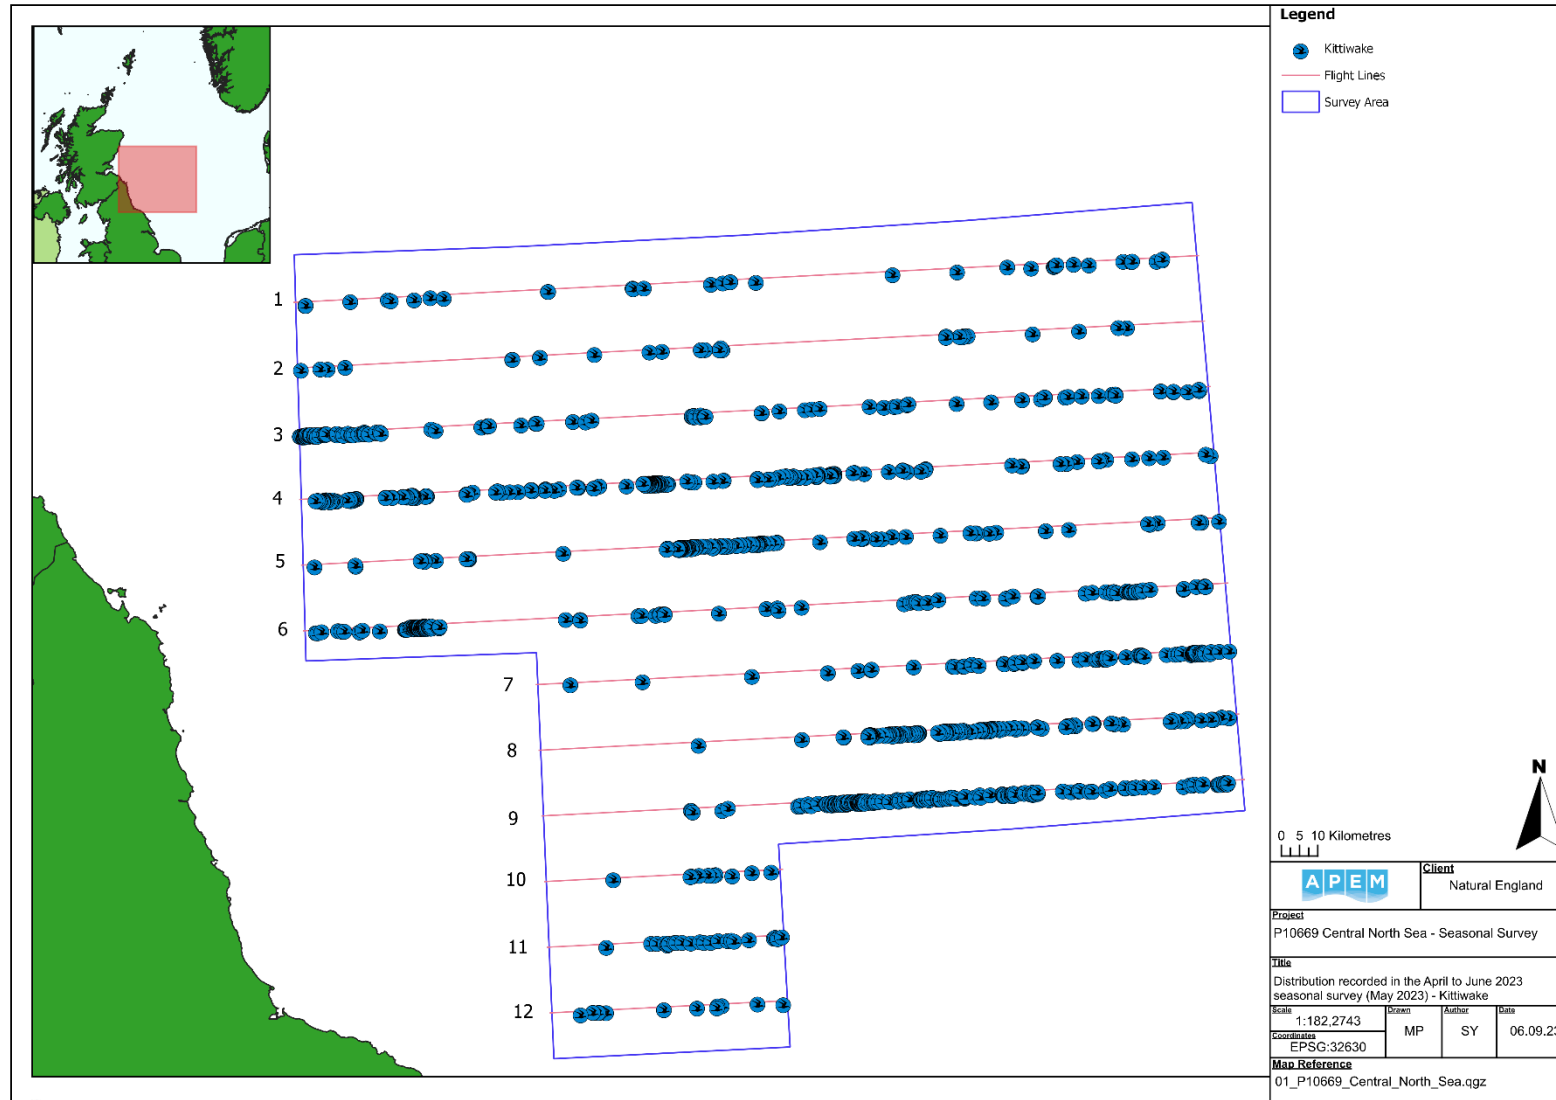 Legend
Kittiwake
Flight Lines
Survey Area
1
2
3
4
5
6
7
8
9
10
11
12
N
0 5 10 Kilometres
APEM
Client
Natural England
Project
P10669 Central North Sea - Seasonal Survey
Title
Distribution recorded in the April to June 2023
seasonal survey (May 2023) - Kittiwake
Scale
1:182,2743
Drawn
MP
Author
SY
Date
06.09.23
Coordinates
EPSG:32630
Map Reference
01_P10669_Central_North_Sea.qgz